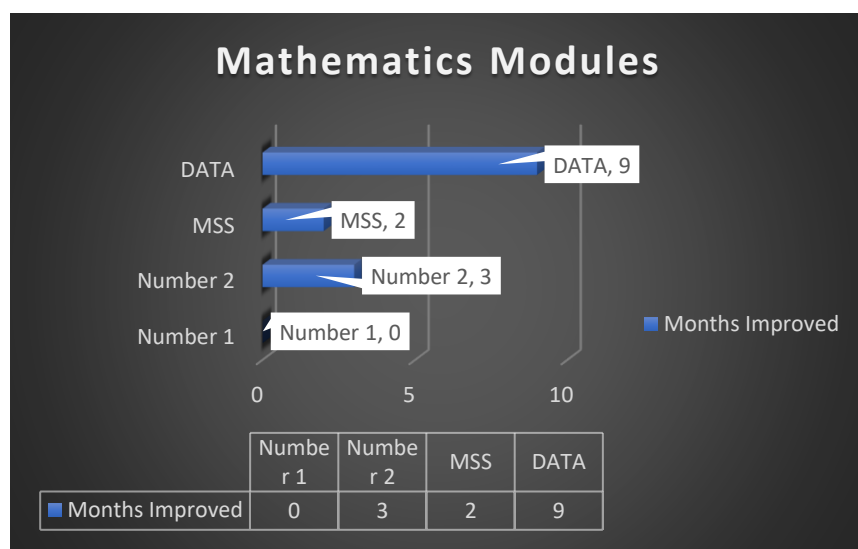 Mathematics Modules
DATA
DATA, 9
MSS
MSS, 2
Number 2
Number 2, 3
Number 1
Number 1, 0
Months Improved
0 5 10
Numbe
r 1
Numbe
r 2
MSS
DATA
Months Improved 0 3 2 9